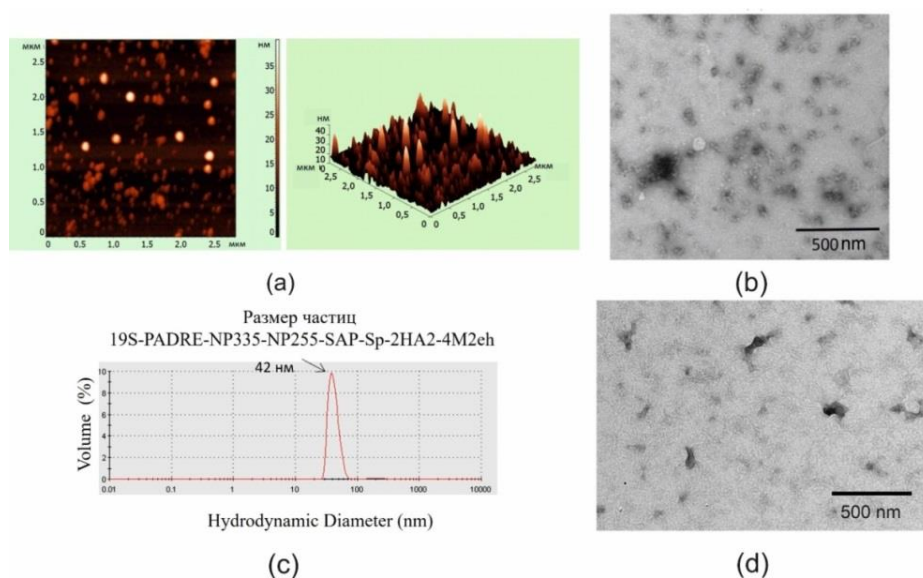 МКМ
2.5
2.0
1.5
1.0
0.5
0
0
0.5
1.0
1.5
2.0
2.5
МКМ
НМ
35
30
25
20
15
10
5
0
НМ
40
30
20
10
0
МКМ
2,5
2,0
1,5
1,0
0,5
0
0
0,5
1,0
1,5
2,0
2,5
МКМ
(a)
500 nm
(b)
Размер частиц
19S-PADRE-NP335-NP255-SAP-Sp-2HA2-4M2eh
42 нм
Volume (%)
10
8
6
4
2
0
0.01
0.1
1
10
100
1000
10000
Hydrodynamic Diameter (nm)
(c)
500 nm
(d)